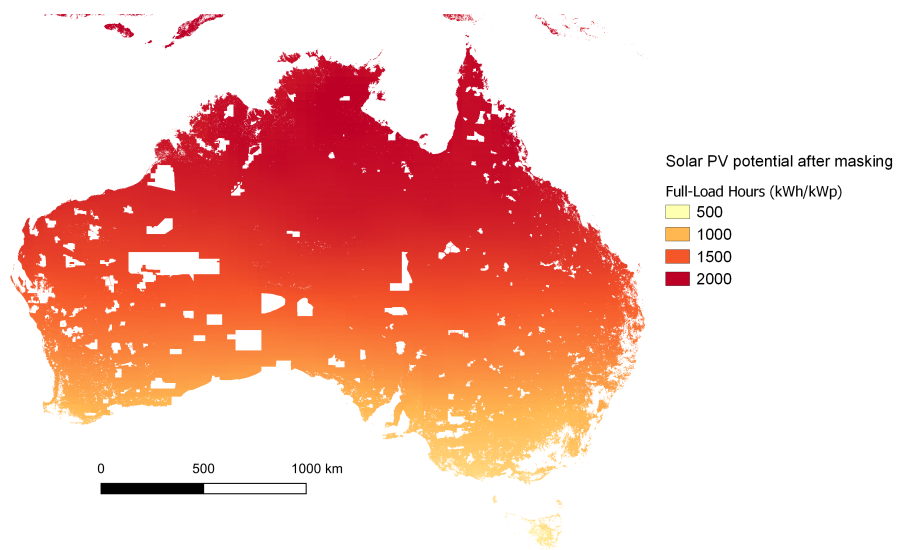 Solar PV potential after masking
Full-Load Hours (kWh/kWp)
500
1000
1500
2000
0 500 1000 km